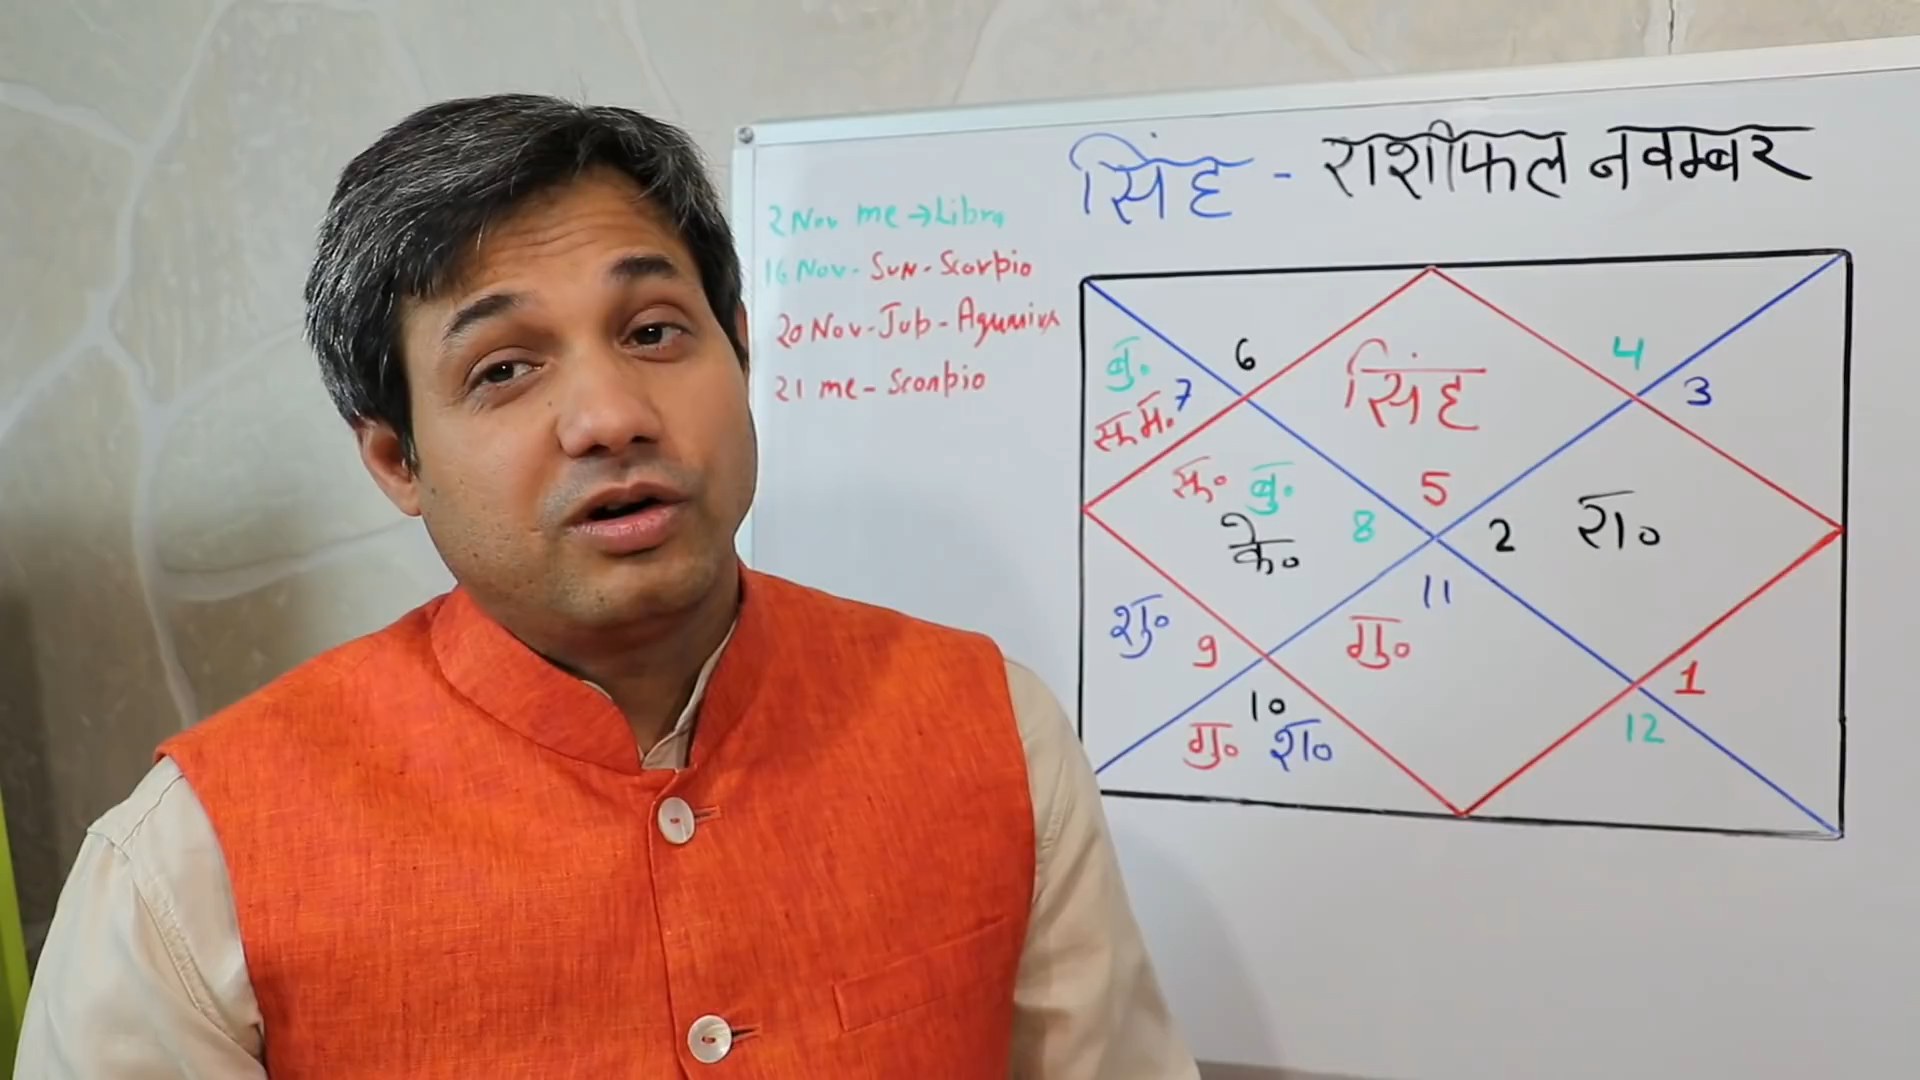 सिंह - राशीफल नवम्बर
2 Nov me → Libra
16 Nov - Sun - Scorpio
20 Nov - Jup - Aquarius
21 me - Scorpio
सिंह
5
6
4
3
बु॰ 7
सू मं॰
सू॰ बु॰
के॰ 8
2 रा॰
शु॰ 9
11
गु॰
10
गु॰ श॰
1
12